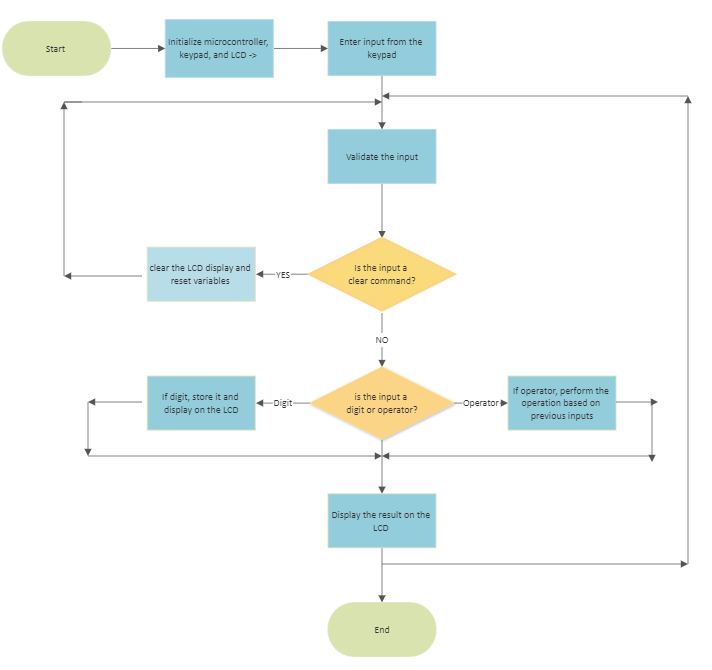 Start
Initialize microcontroller,
keypad, and LCD ->
Enter input from the
keypad
Validate the input
clear the LCD display and
reset variables
YES
Is the input a
clear command?
NO
If digit, store it and
display on the LCD
Digit
is the input a
digit or operator?
Operator
If operator, perform the
operation based on
previous inputs
Display the result on the
LCD
End